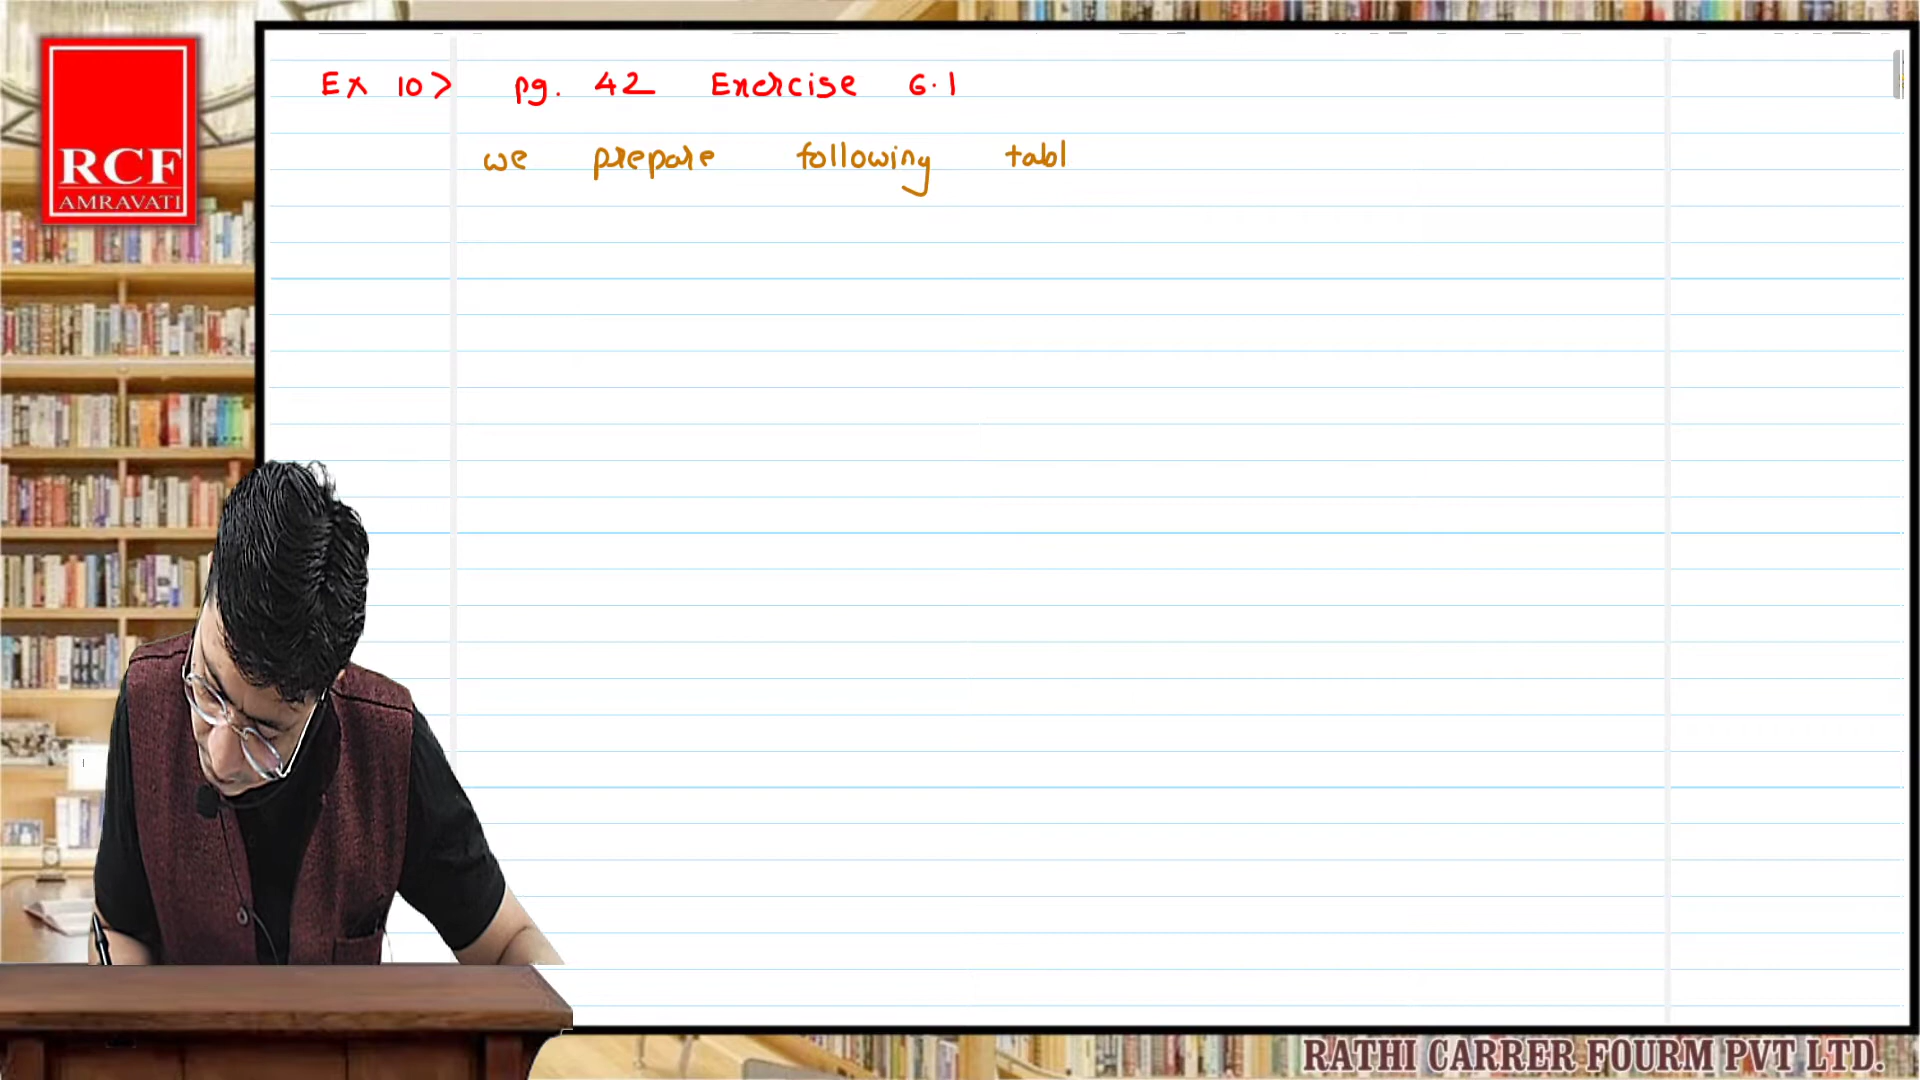 RCF
AMRAVATI
Ex 10> pg. 42 Exercise 6.1
we prepare following tabl
RATHI CARRER FOURM PVT LTD.